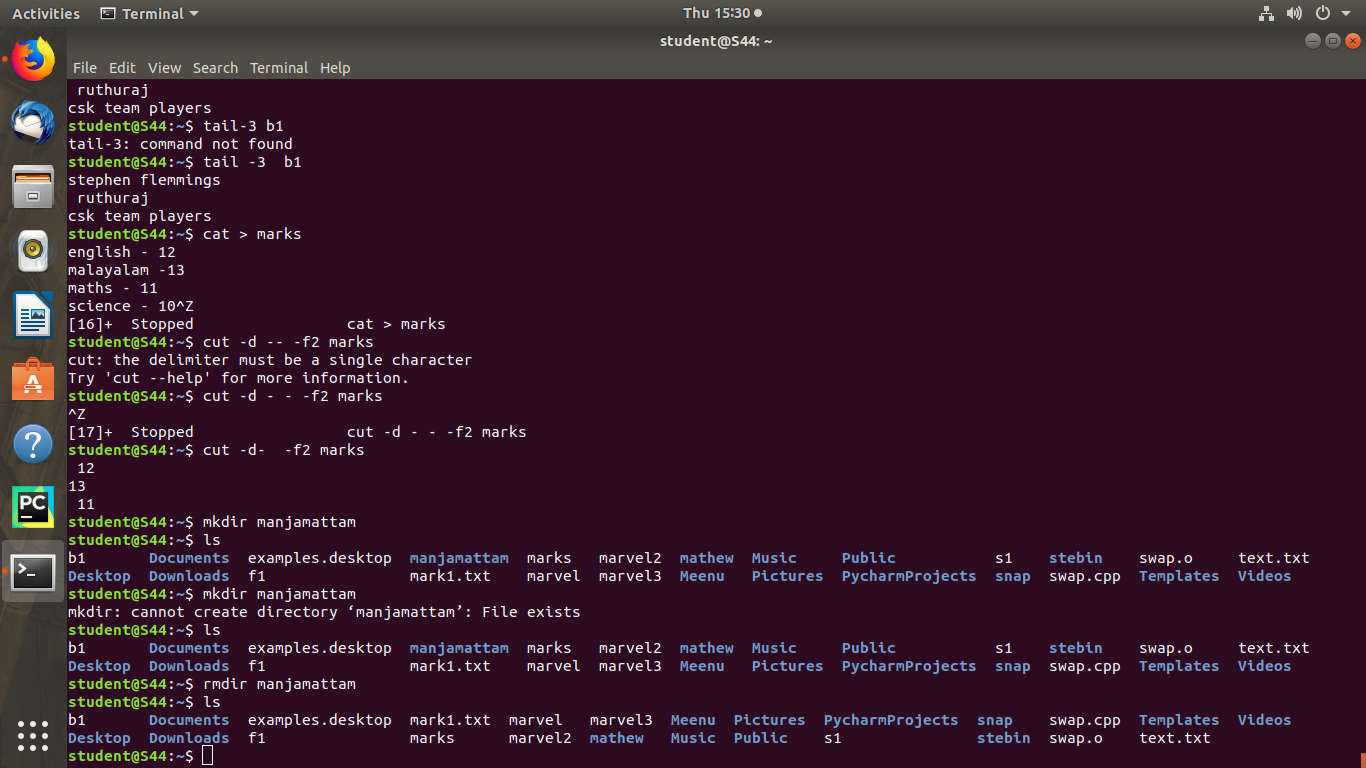 Activities Terminal Thu 15:30
student@S44: ~
File Edit View Search Terminal Help
ruthuraj
csk team players
student@S44:~$ tail-3 b1
tail-3: command not found
student@S44:~$ tail -3  b1
stephen flemmings
 ruthuraj
csk team players
student@S44:~$ cat > marks
english - 12
malayalam -13
maths - 11
science - 10^Z
[16]+  Stopped                 cat > marks
student@S44:~$ cut -d -- -f2 marks
cut: the delimiter must be a single character
Try 'cut --help' for more information.
student@S44:~$ cut -d - - -f2 marks
^Z
[17]+  Stopped                 cut -d - - -f2 marks
student@S44:~$ cut -d-  -f2 marks
 12
13
 11
student@S44:~$ mkdir manjamattam
student@S44:~$ ls
b1       Documents  examples.desktop  manjamattam  marks   marvel2  mathew  Music     Public           s1    stebin    swap.o     text.txt
Desktop  Downloads  f1                mark1.txt    marvel  marvel3  Meenu   Pictures  PycharmProjects  snap  swap.cpp  Templates  Videos
student@S44:~$ mkdir manjamattam
mkdir: cannot create directory ‘manjamattam’: File exists
student@S44:~$ ls
b1       Documents  examples.desktop  manjamattam  marks   marvel2  mathew  Music     Public           s1    stebin    swap.o     text.txt
Desktop  Downloads  f1                mark1.txt    marvel  marvel3  Meenu   Pictures  PycharmProjects  snap  swap.cpp  Templates  Videos
student@S44:~$ rmdir manjamattam
student@S44:~$ ls
b1       Documents  examples.desktop  mark1.txt  marvel   marvel3  Meenu  Pictures  PycharmProjects  snap    swap.cpp  Templates  Videos
Desktop  Downloads  f1                marks      marvel2  mathew   Music  Public    s1               stebin  swap.o    text.txt
student@S44:~$
PC